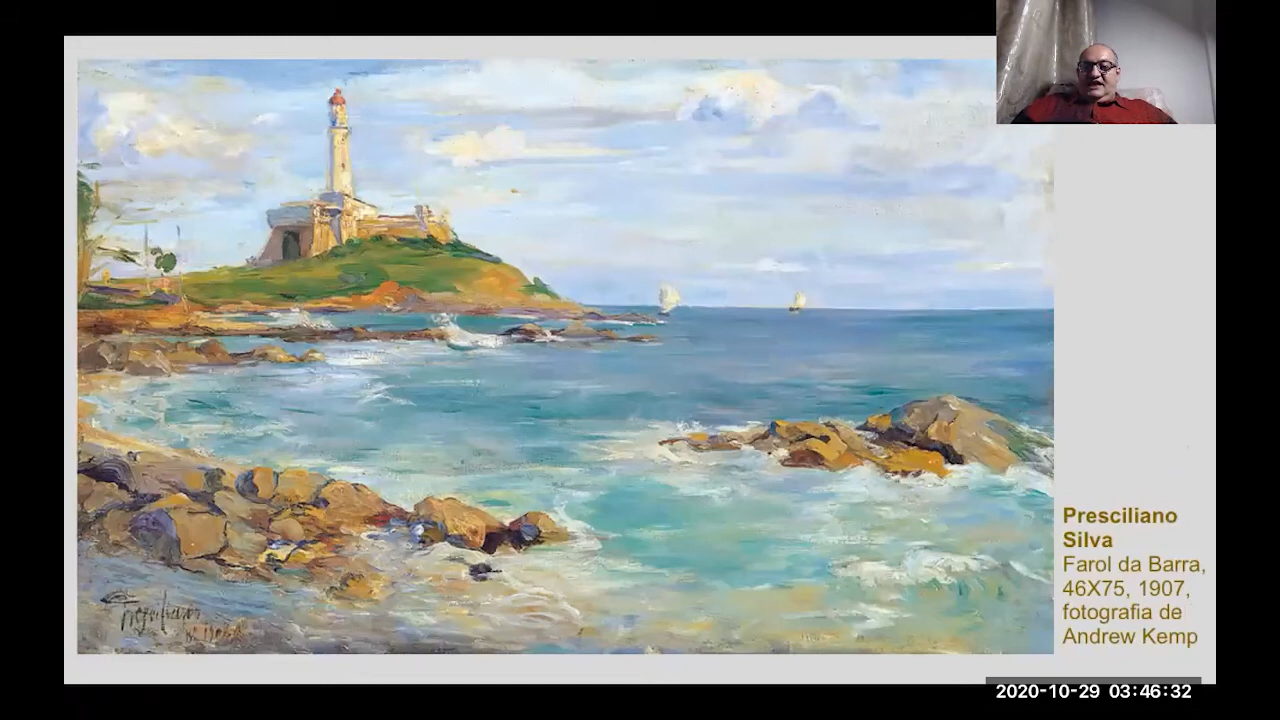 Presciliano
Silva
Farol da Barra,
46X75, 1907,
fotografia de
Andrew Kemp
2020-10-29 03:46:32